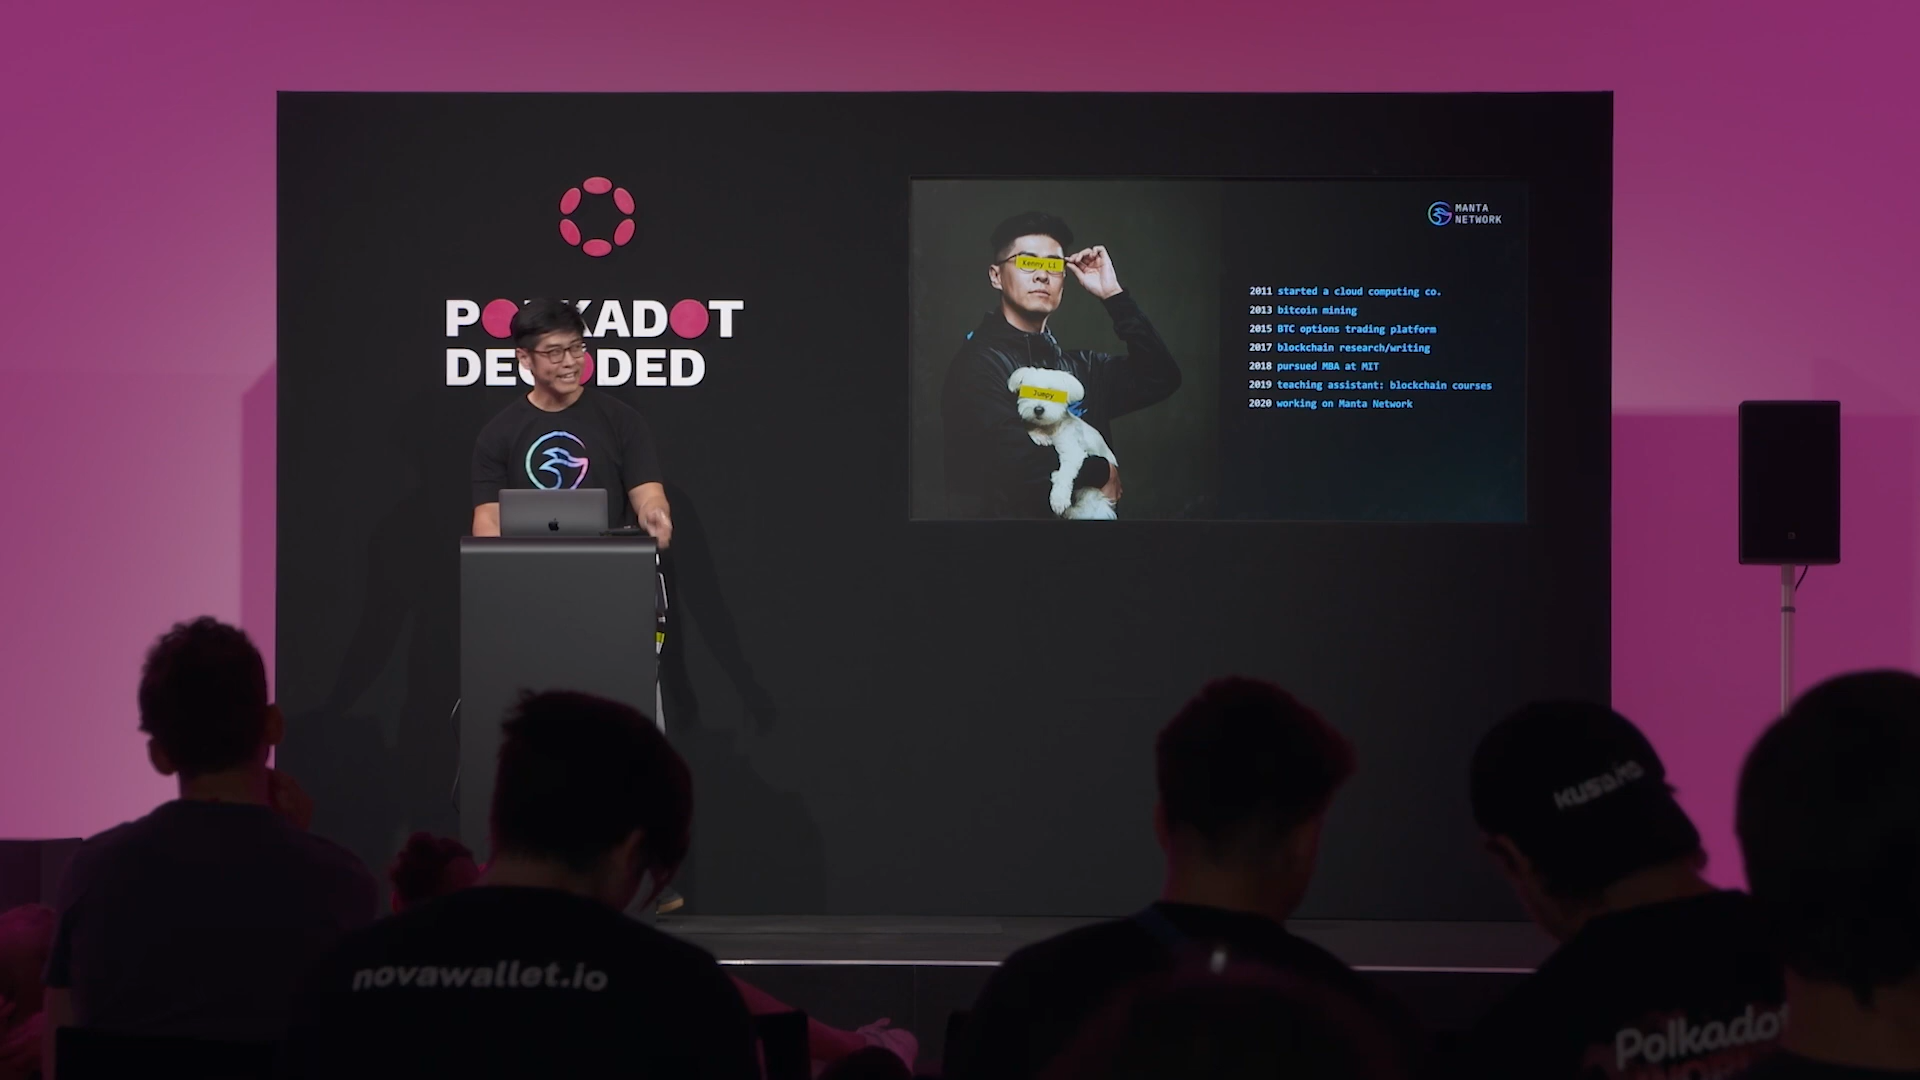 POLKADOT
DECODED
MANTA
NETWORK
Kenny Li
Jumpy
2011 started a cloud computing co.
2013 bitcoin mining
2015 BTC options trading platform
2017 blockchain research/writing
2018 pursued MBA at MIT
2019 teaching assistant: blockchain courses
2020 working on Manta Network
KUSAMA
novawallet.io
Polkadot